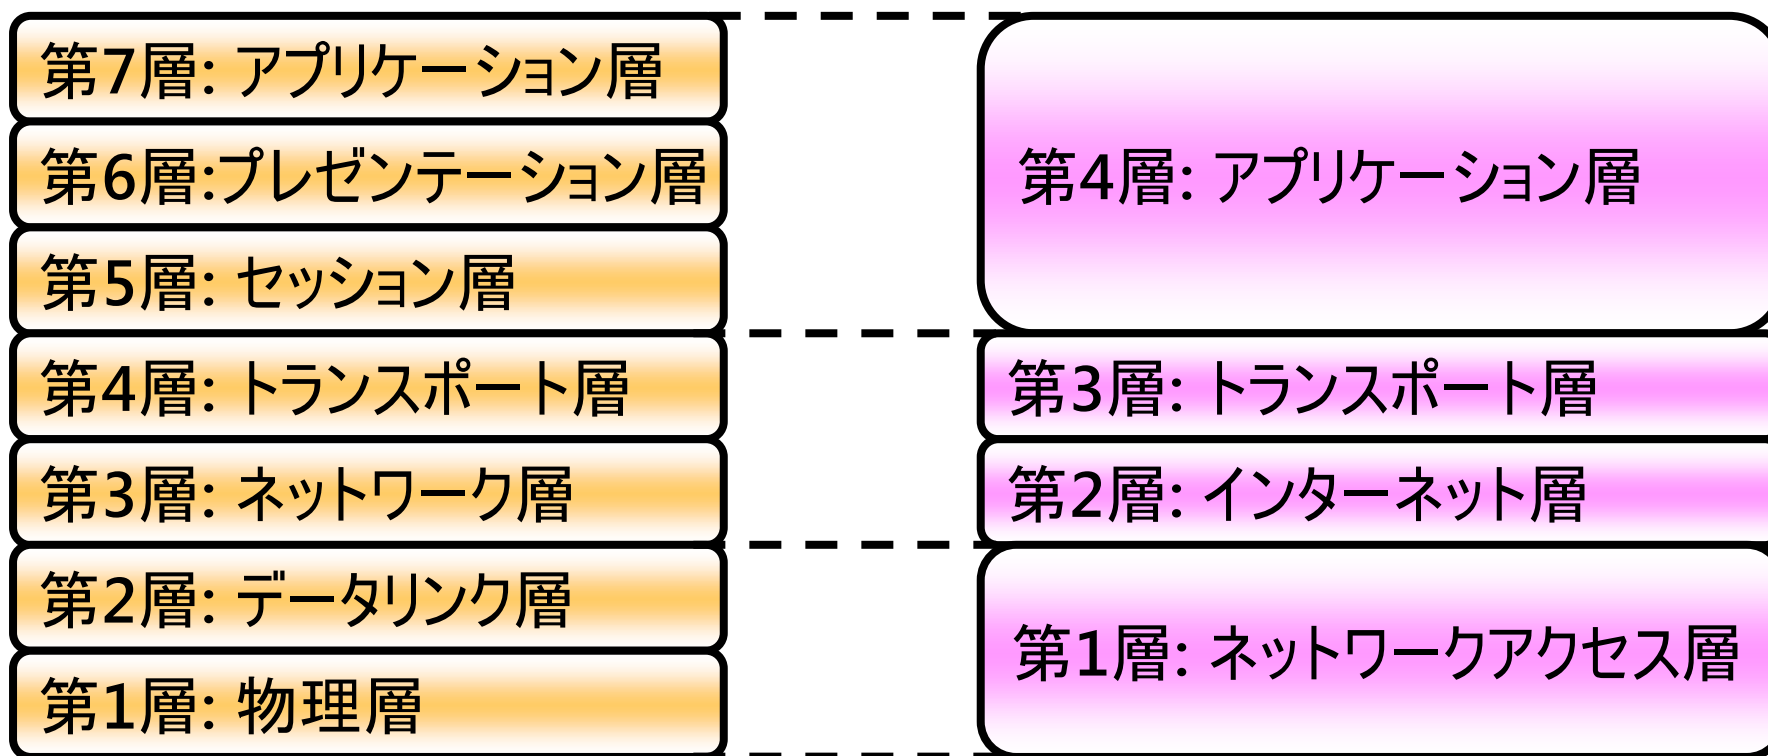 第7層: アプリケーション層
第6層:プレゼンテーション層
第5層: セッション層
第4層: トランスポート層
第3層: ネットワーク層
第2層: データリンク層
第1層: 物理層
第4層: アプリケーション層
第3層: トランスポート層
第2層: インターネット層
第1層: ネットワークアクセス層